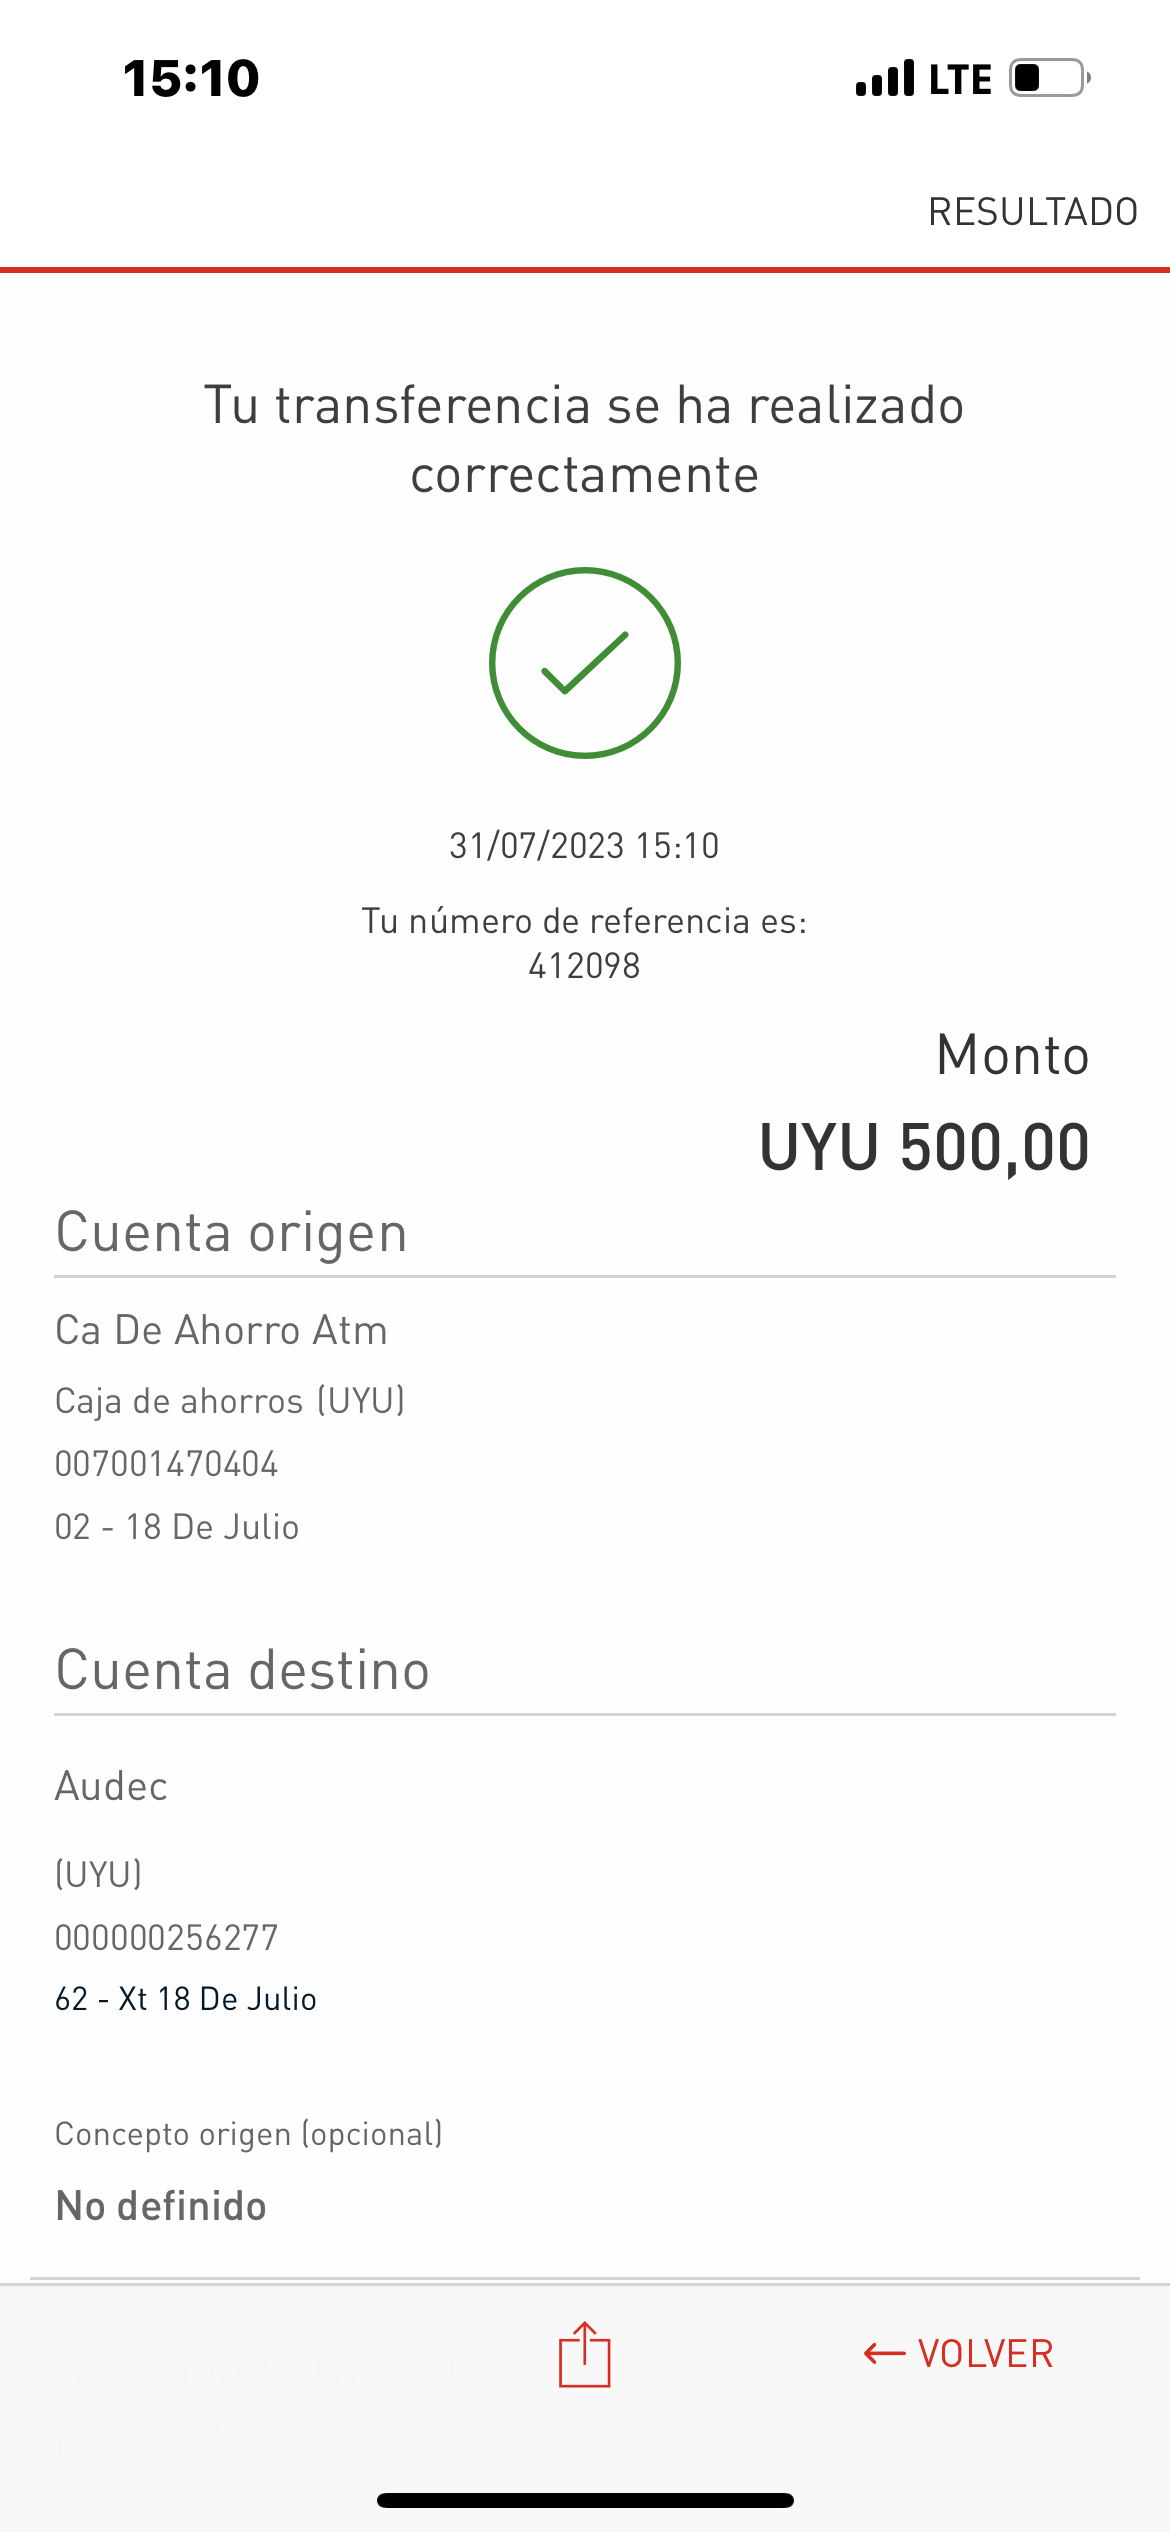 15:10
LTE
RESULTADO
Tu transferencia se ha realizado
correctamente
31/07/2023 15:10
Tu número de referencia es:
412098
Monto
UYU 500,00
Cuenta origen
Ca De Ahorro Atm
Caja de ahorros (UYU)
007001470404
02 - 18 De Julio
Cuenta destino
Audec
(UYU)
000000256277
62 - Xt 18 De Julio
Concepto origen (opcional)
No definido
VOLVER
No definido